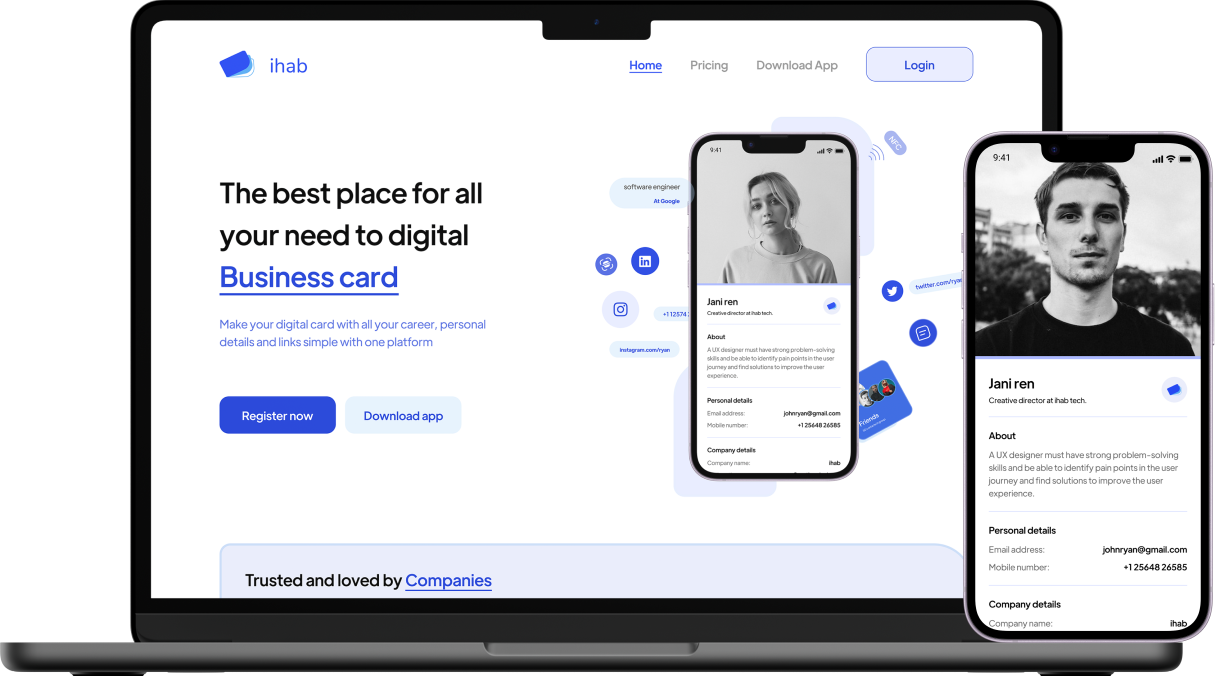 ihab
Home Pricing Download App Login
The best place for all
your need to digital
Business card
Make your digital card with all your career, personal
details and links simple with one platform
Register now Download app
9:41
NFC
software engineer
At Google
+1 12574
instagram.com/ryan
twitter.com/ryan
Friends
Jani ren
Creative director at ihab tech.
About
A UX designer must have strong problem-solving
skills and be able to identify pain points in the user
journey and find solutions to improve the user
experience.
Personal details
Email address: johnryan@gmail.com
Mobile number: +1 25648 26585
Company details
Company name: ihab
Trusted and loved by Companies
9:41
Jani ren
Creative director at ihab tech.
About
A UX designer must have strong problem-solving
skills and be able to identify pain points in the user
journey and find solutions to improve the user
experience.
Personal details
Email address: johnryan@gmail.com
Mobile number: +1 25648 26585
Company details
Company name: ihab